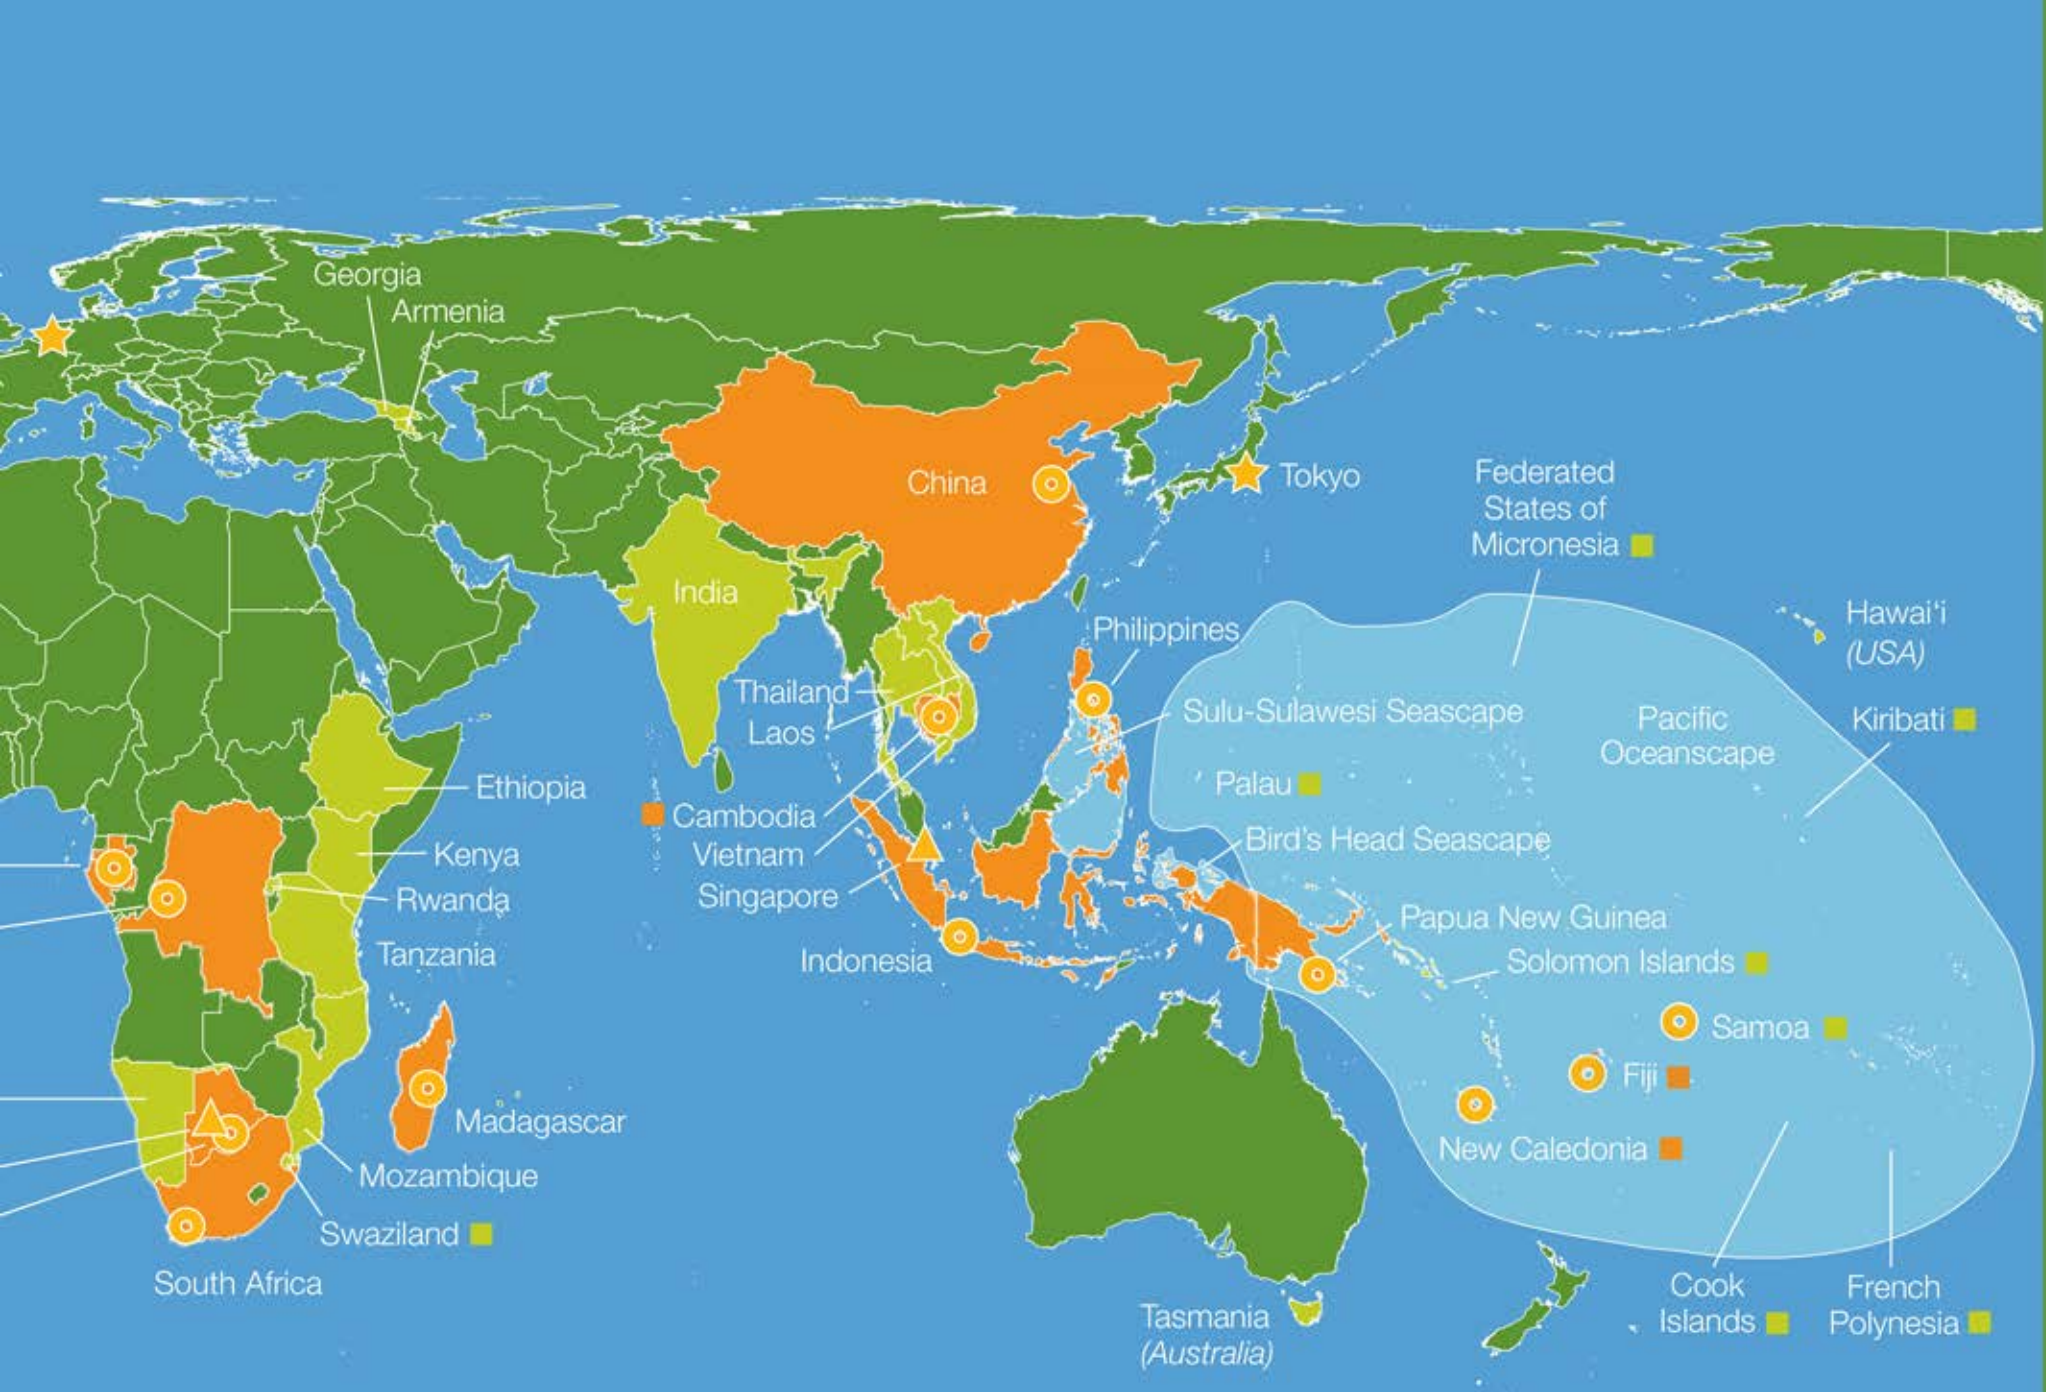 Georgia
Armenia
China
Tokyo
Federated
States of
Micronesia
India
Hawai‘i
(USA)
Philippines
Thailand
Laos
Sulu-Sulawesi Seascape
Pacific
Oceanscape
Kiribati
Palau
Ethiopia
Cambodia
Vietnam
Singapore
Bird’s Head Seascape
Kenya
Rwanda
Tanzania
Indonesia
Papua New Guinea
Solomon Islands
Samoa
Fiji
Madagascar
New Caledonia
Mozambique
Swaziland
South Africa
Cook
Islands
French
Polynesia
Tasmania
(Australia)